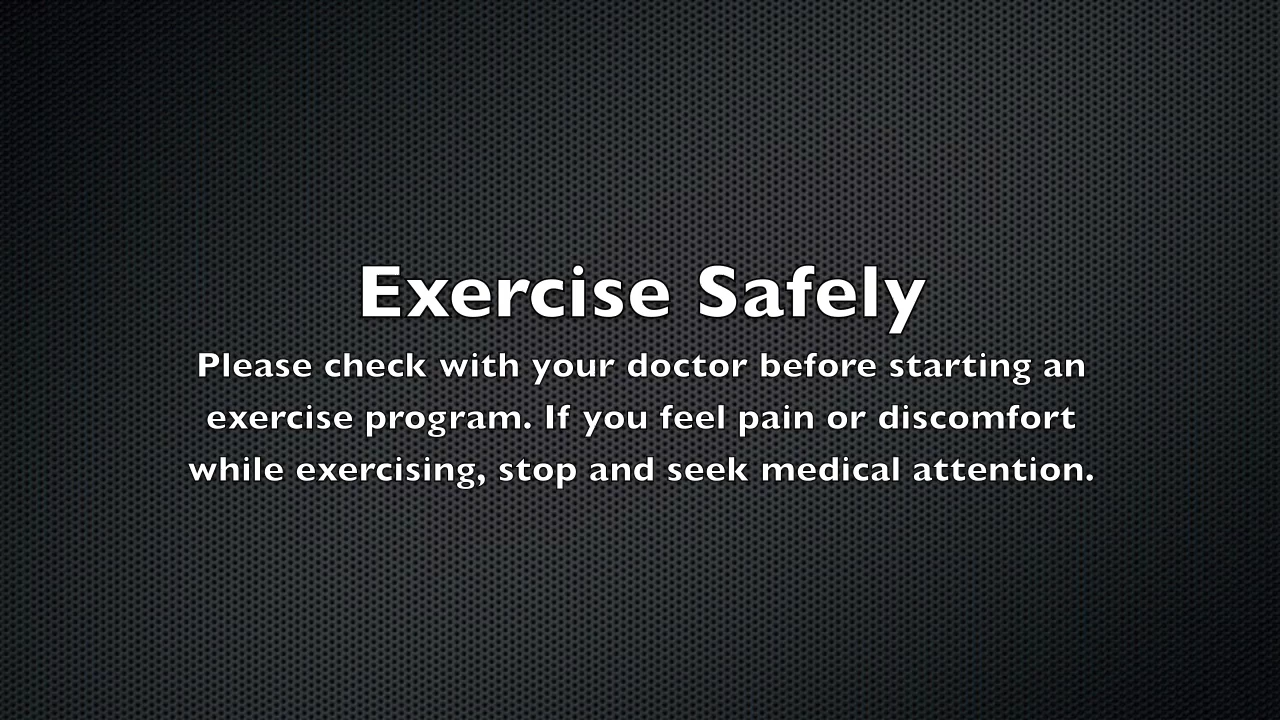 Exercise Safely
Please check with your doctor before starting an
exercise program. If you feel pain or discomfort
while exercising, stop and seek medical attention.